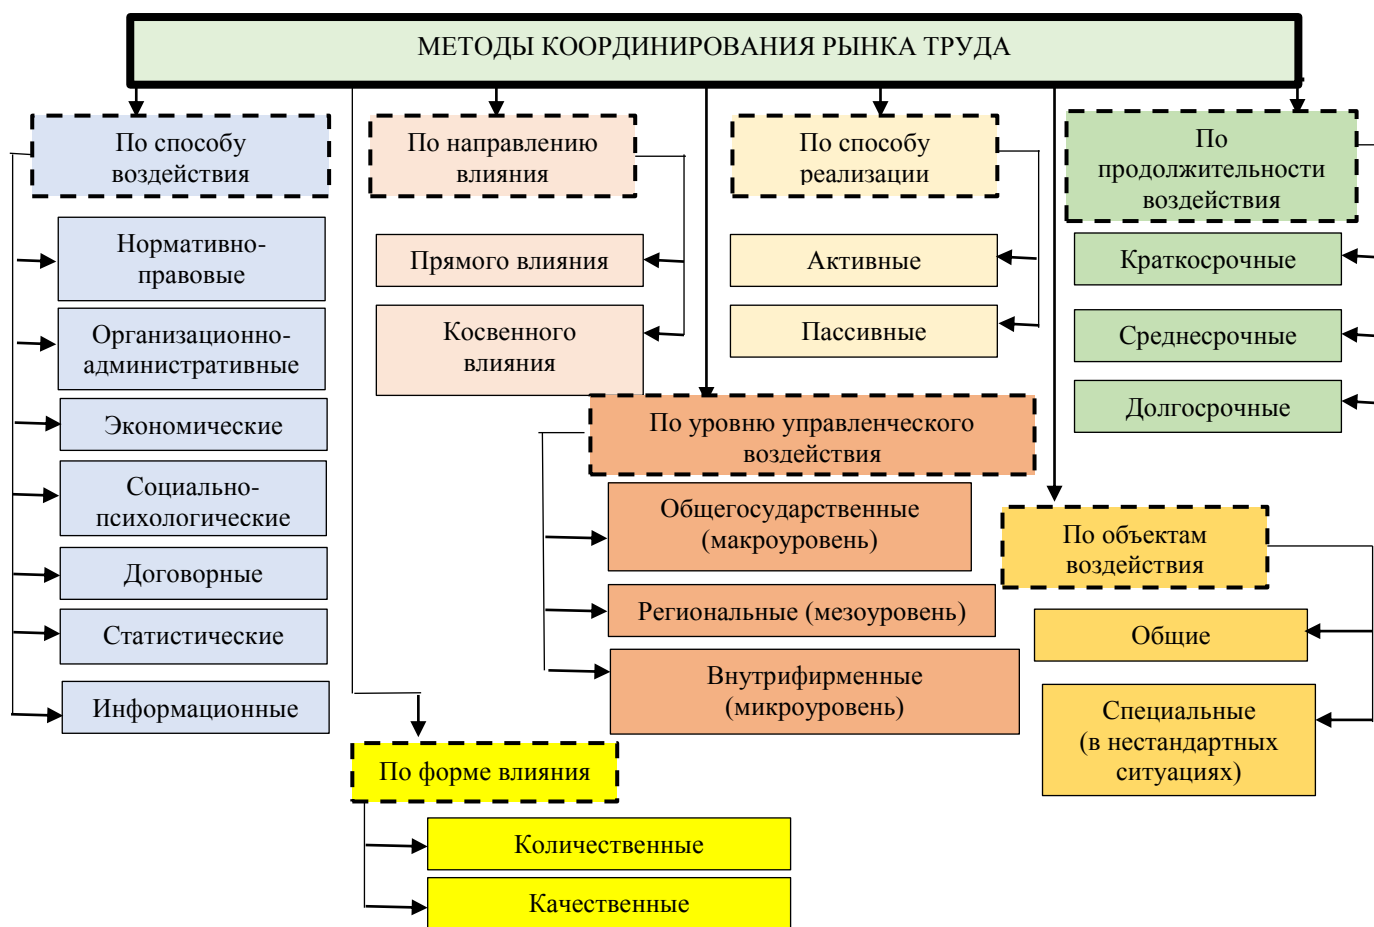 МЕТОДЫ КООРДИНИРОВАНИЯ РЫНКА ТРУДА
По способу
воздействия
Нормативно-
правовые
Организационно-
административные
Экономические
Социально-
психологические
Договорные
Статистические
Информационные
По направлению
влияния
Прямого влияния
Косвенного
влияния
По способу
реализации
Активные
Пассивные
По
продолжительности
воздействия
Краткосрочные
Среднесрочные
Долгосрочные
По уровню управленческого
воздействия
Общегосударственные
(макроуровень)
Региональные (мезоуровень)
Внутрифирменные
(микроуровень)
По объектам
воздействия
Общие
Специальные
(в нестандартных
ситуациях)
По форме влияния
Количественные
Качественные